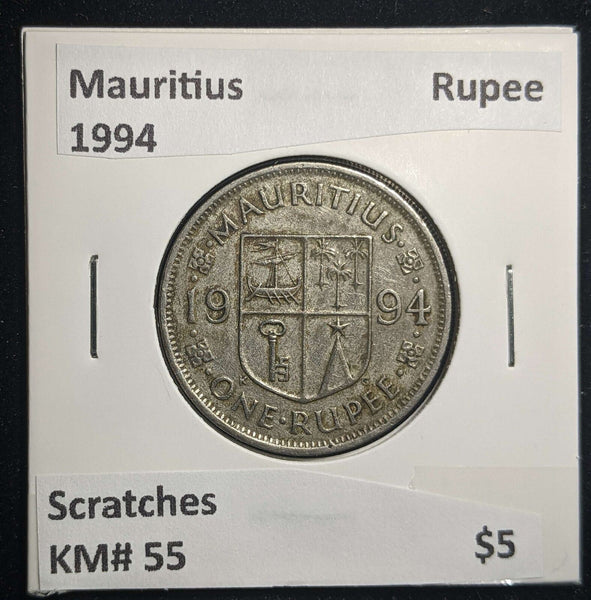 Mauritius Rupee
1994
·MAURITIUS·
19 94
·ONE·RUPEE·
Scratches
KM# 55 $5